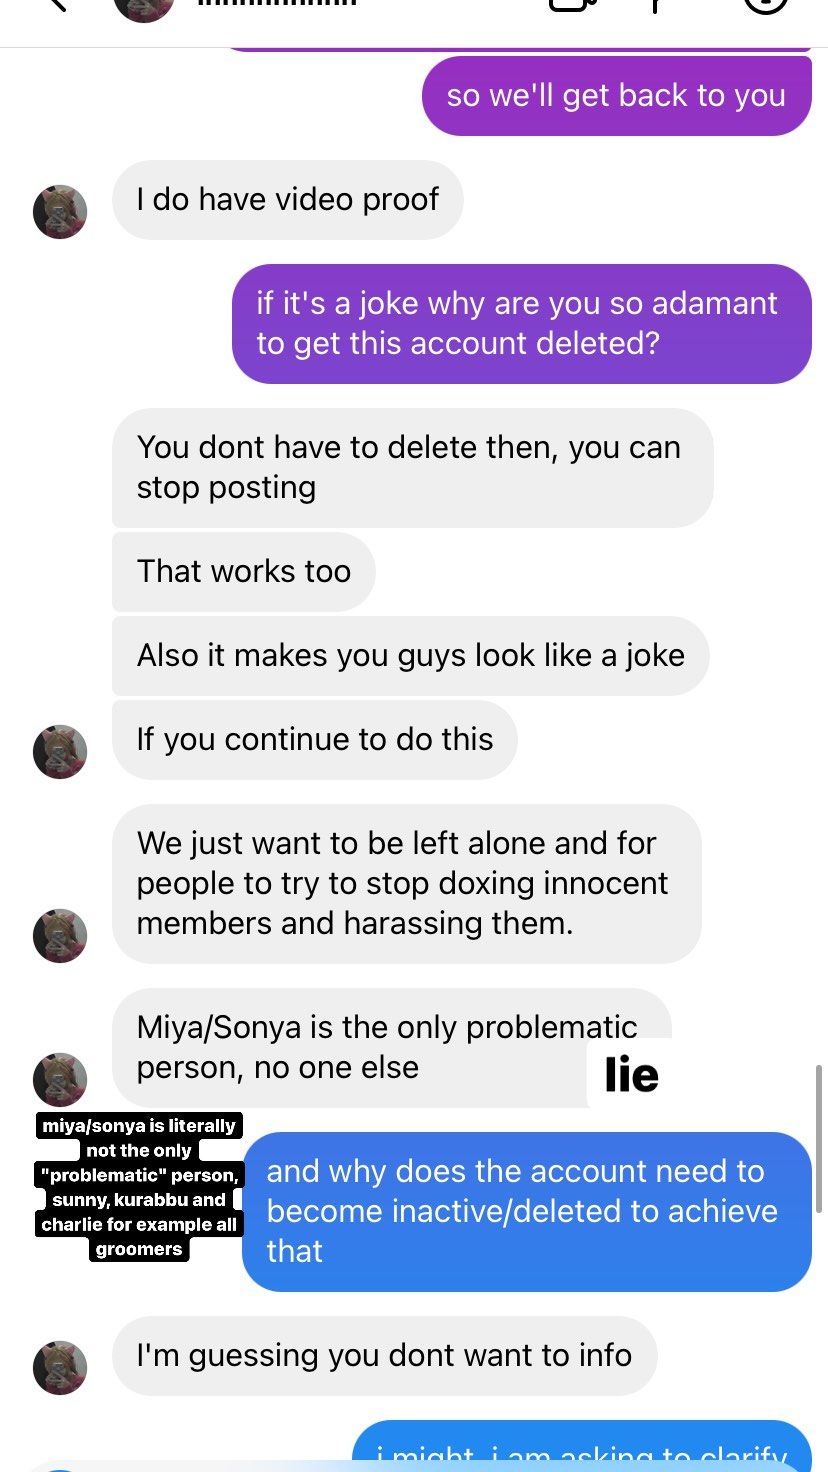 so we'll get back to you
I do have video proof
if it's a joke why are you so adamant
to get this account deleted?
You dont have to delete then, you can
stop posting
That works too
Also it makes you guys look like a joke
If you continue to do this
We just want to be left alone and for
people to try to stop doxing innocent
members and harassing them.
Miya/Sonya is the only problematic
person, no one else
lie
miya/sonya is literally
not the only
"problematic" person,
sunny, kurabbu and
charlie for example all
groomers
and why does the account need to
become inactive/deleted to achieve
that
I'm guessing you dont want to info
i might, i am asking to clarify